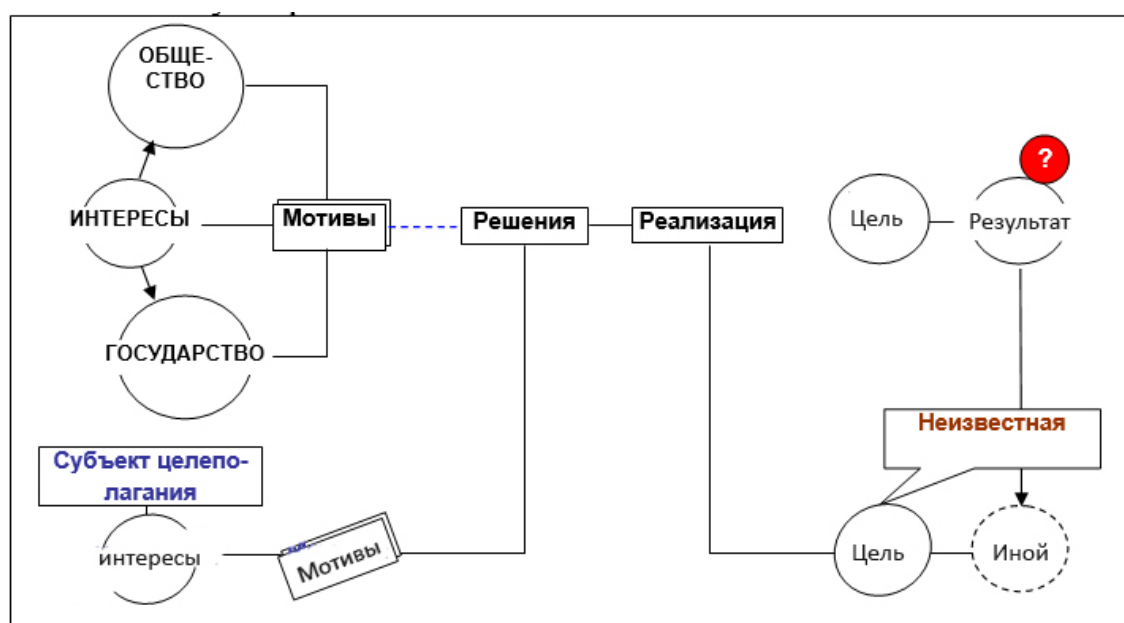 ОБЩЕ-
СТВО
?
ИНТЕРЕСЫ
Мотивы
Решения
Реализация
Цель
Результат
ГОСУДАРСТВО
Неизвестная
Субъект целепо-
лагания
интересы
Мотивы
Цель
Иной